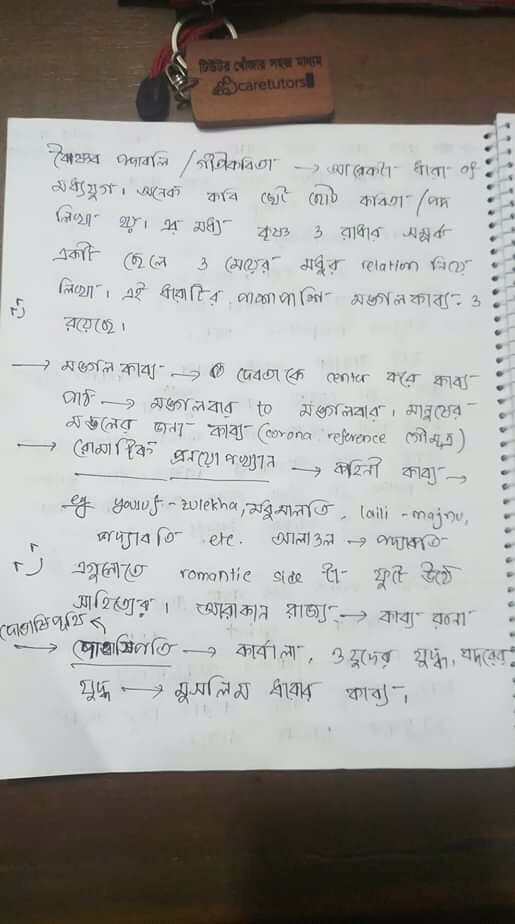 টিউটর খোঁজার সহজ মাধ্যম
caretutors
বৈষ্ণব পদাবলি / গীতিকবিতা → আরেকটা ধারা of
মধ্যযুগ। অনেক কবি ছোট ছোট কবিতা / পদ
লিখা হয়। এর মধ্য কৃষ্ণ ও রাধার সম্পর্ক
একটি ছেলে ও মেয়ের মধুর relation নিয়ে
লিখা। এই ধারাটির পাশাপাশি মঙ্গলকাব্য ও
রয়েছে।
→ মঙ্গল কাব্য → দেবতাকে center করে কাব্য
পাঠ → মঙ্গলবার to মঙ্গলবার। মানুষের
মঙ্গলের জন্য কাব্য (corona reference গোমূত্র)
→ রোমান্টিক প্রণয়োপখ্যান → কাহিনী কাব্য →
eg yousuf - zulekha, মধুমালতি, laili - majnu,
পদ্মাবতি etc. আলাওল → পদ্মাবতি
এগুলোতে romantic side টা ফুটে উঠে
সাহিত্যের। আরাকান রাজ্য → কাব্য রচনা
দোভাষিপুথি
→ → কারবালা, ওহুদের যুদ্ধ, বদরের
যুদ্ধ → মুসলিম ধারার কাব্য।